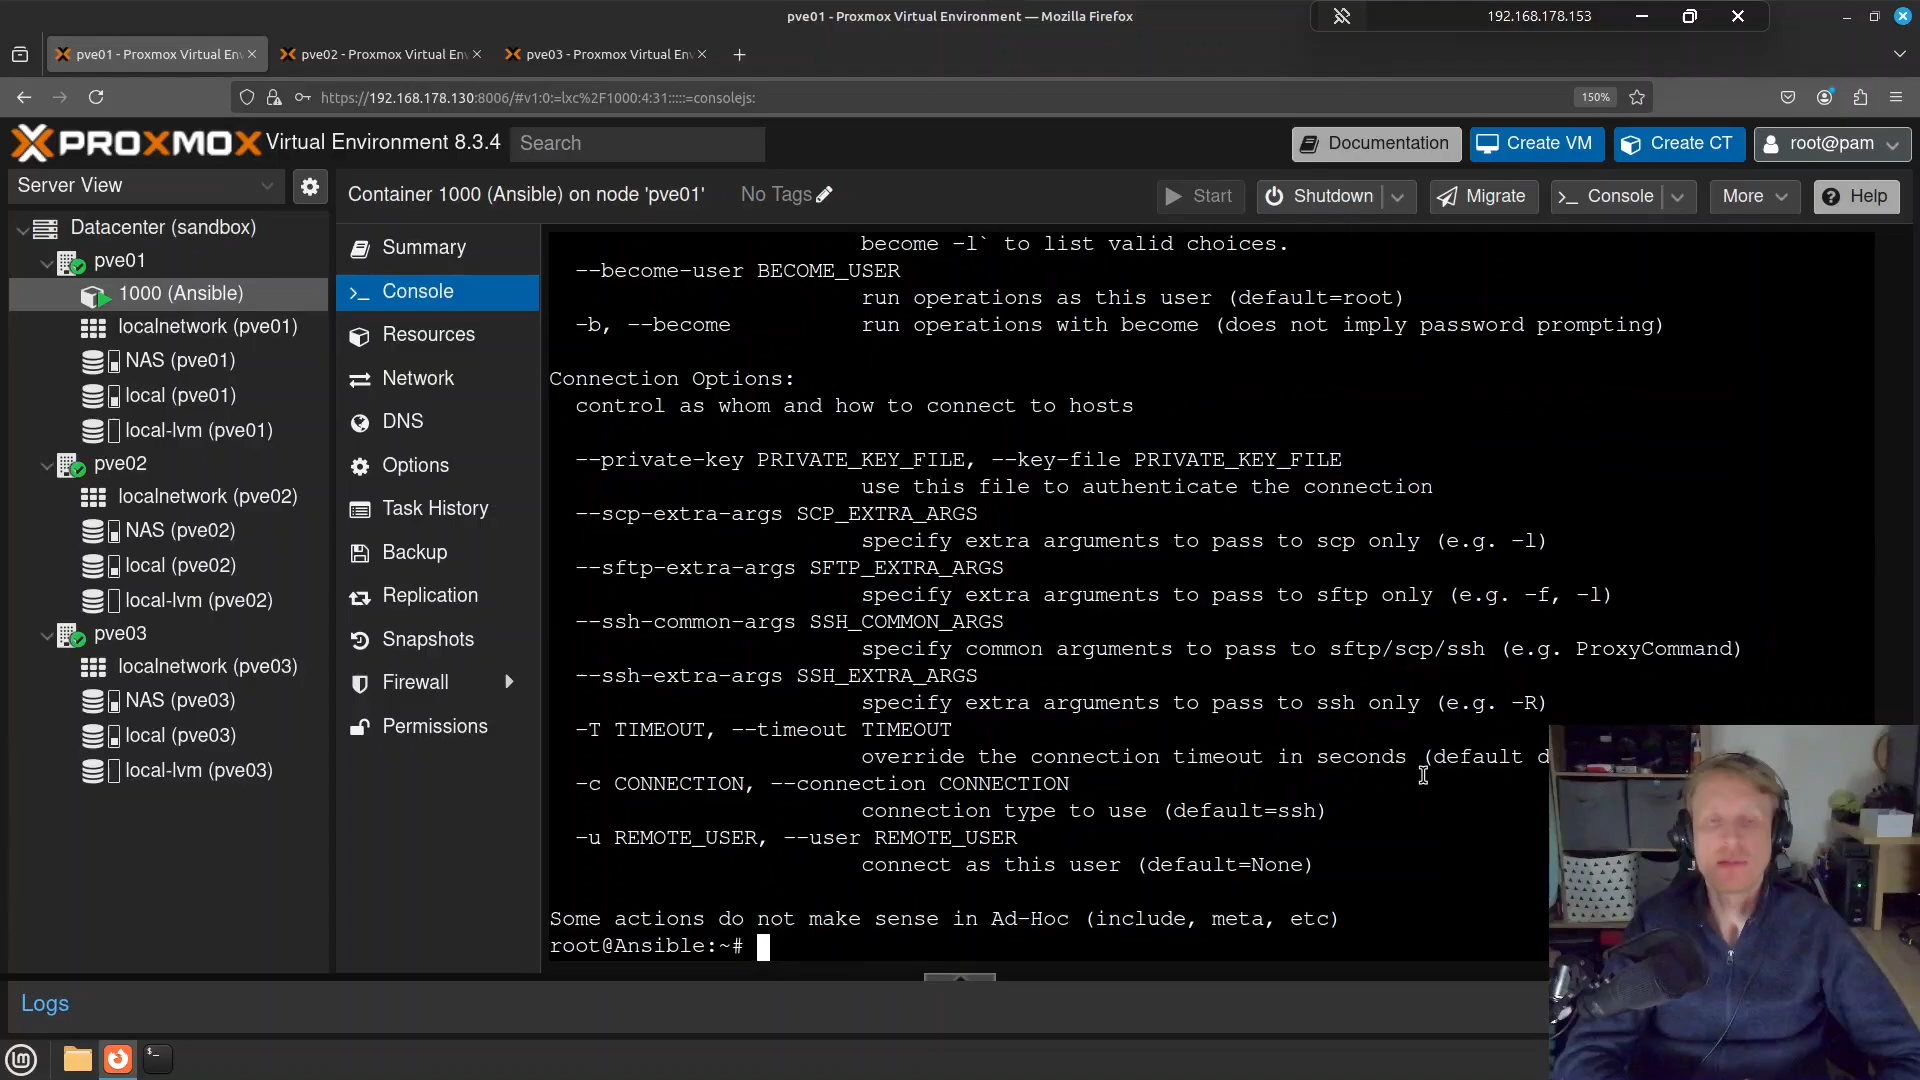 pve01 - Proxmox Virtual Environment — Mozilla Firefox
192.168.178.153
pve01 - Proxmox Virtual En
pve02 - Proxmox Virtual En
pve03 - Proxmox Virtual En
https://192.168.178.130:8006/#v1:0:=lxc%2F1000:4:31:::::=consolejs:
150%
PROXMOX Virtual Environment 8.3.4
Search
Documentation
Create VM
Create CT
root@pam
Server View
Container 1000 (Ansible) on node 'pve01'
No Tags
Start
Shutdown
Migrate
Console
More
Help
Datacenter (sandbox)
pve01
1000 (Ansible)
localnetwork (pve01)
NAS (pve01)
local (pve01)
local-lvm (pve01)
pve02
localnetwork (pve02)
NAS (pve02)
local (pve02)
local-lvm (pve02)
pve03
localnetwork (pve03)
NAS (pve03)
local (pve03)
local-lvm (pve03)
Summary
Console
Resources
Network
DNS
Options
Task History
Backup
Replication
Snapshots
Firewall
Permissions
become -l` to list valid choices.
--become-user BECOME_USER
run operations as this user (default=root)
-b, --become run operations with become (does not imply password prompting)
Connection Options:
control as whom and how to connect to hosts
--private-key PRIVATE_KEY_FILE, --key-file PRIVATE_KEY_FILE
use this file to authenticate the connection
--scp-extra-args SCP_EXTRA_ARGS
specify extra arguments to pass to scp only (e.g. -l)
--sftp-extra-args SFTP_EXTRA_ARGS
specify extra arguments to pass to sftp only (e.g. -f, -l)
--ssh-common-args SSH_COMMON_ARGS
specify common arguments to pass to sftp/scp/ssh (e.g. ProxyCommand)
--ssh-extra-args SSH_EXTRA_ARGS
specify extra arguments to pass to ssh only (e.g. -R)
-T TIMEOUT, --timeout TIMEOUT
override the connection timeout in seconds (default d
-c CONNECTION, --connection CONNECTION
connection type to use (default=ssh)
-u REMOTE_USER, --user REMOTE_USER
connect as this user (default=None)
Some actions do not make sense in Ad-Hoc (include, meta, etc)
root@Ansible:~#
Logs